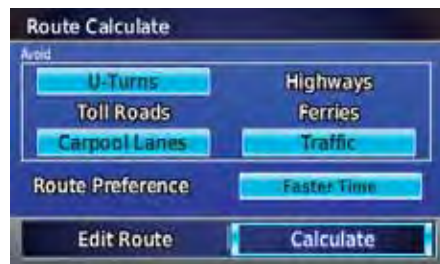 Route Calculate
Avoid
U-Turns Highways
Toll Roads Ferries
Carpool Lanes Traffic
Route Preference Faster Time
Edit Route Calculate